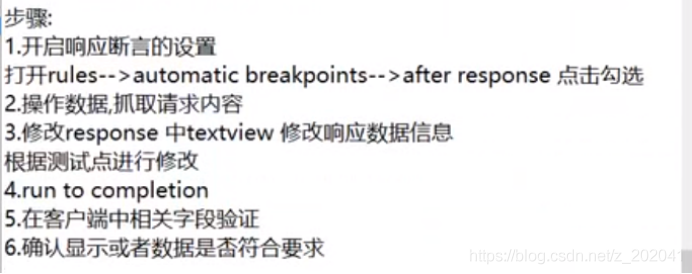 步骤:
1.开启响应断言的设置
打开rules-->automatic breakpoints-->after response 点击勾选
2.操作数据,抓取请求内容
3.修改response 中textview 修改响应数据信息
根据测试点进行修改
4.run to completion
5.在客户端中相关字段验证
6.确认显示或者数据是否符合要求
https://blog.csdn.net/z_202041